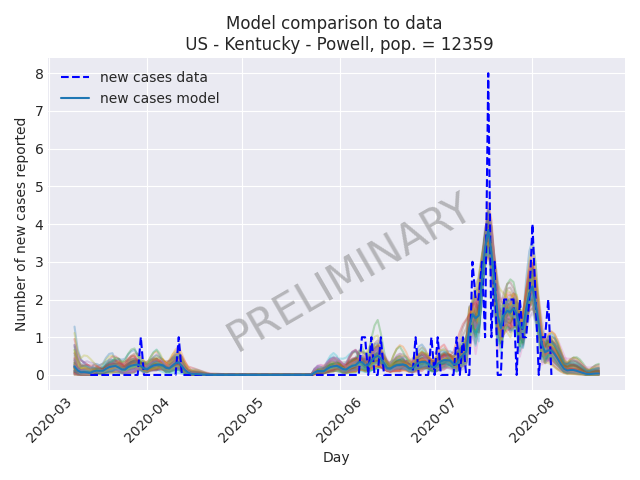 Model comparison to data
US - Kentucky - Powell, pop. = 12359
new cases data
new cases model
PRELIMINARY
Number of new cases reported
8
7
6
5
4
3
2
1
0
2020-03
2020-04
2020-05
2020-06
2020-07
2020-08
Day